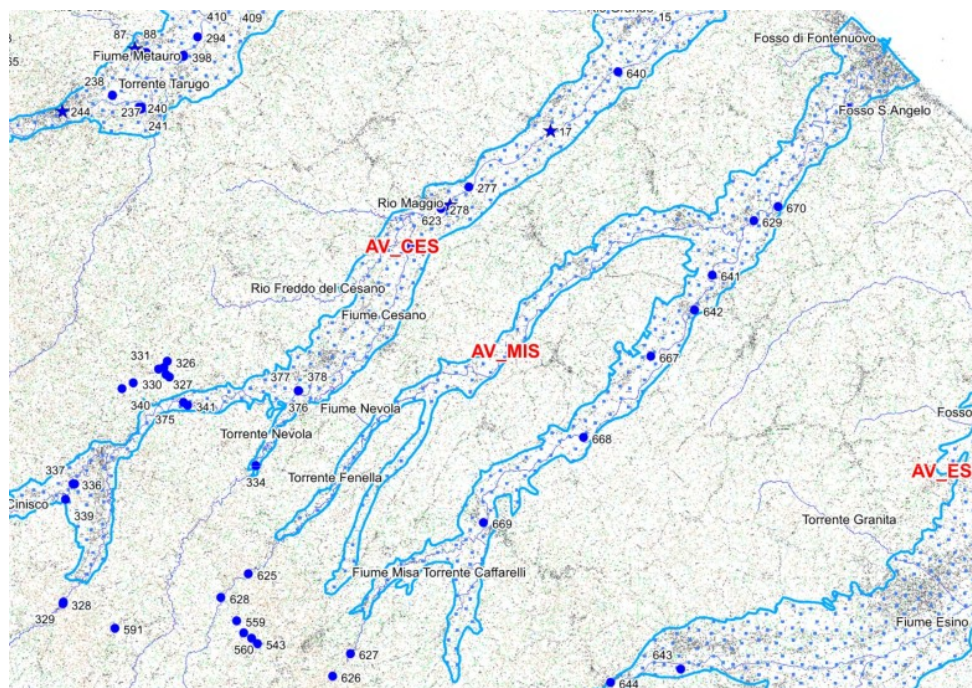 410
409
15
87
88
294
Fosso di Fontenuovo
Fiume Metauro
398
65
640
238
Torrente Tarugo
244
237
240
Fosso S Angelo
241
17
277
Rio Maggio
278
623
670
629
AV_CES
641
Rio Freddo del Cesano
Fiume Cesano
642
AV_MIS
331
326
667
330
327
377
378
340
341
376
Fiume Nevola
375
Fosso
Torrente Nevola
668
337
334
Torrente Fenella
AV_ES
336
Cinisco
339
669
Torrente Granita
625
Fiume Misa Torrente Caffarelli
328
628
329
559
591
Fiume Esino
560
543
627
643
626
644